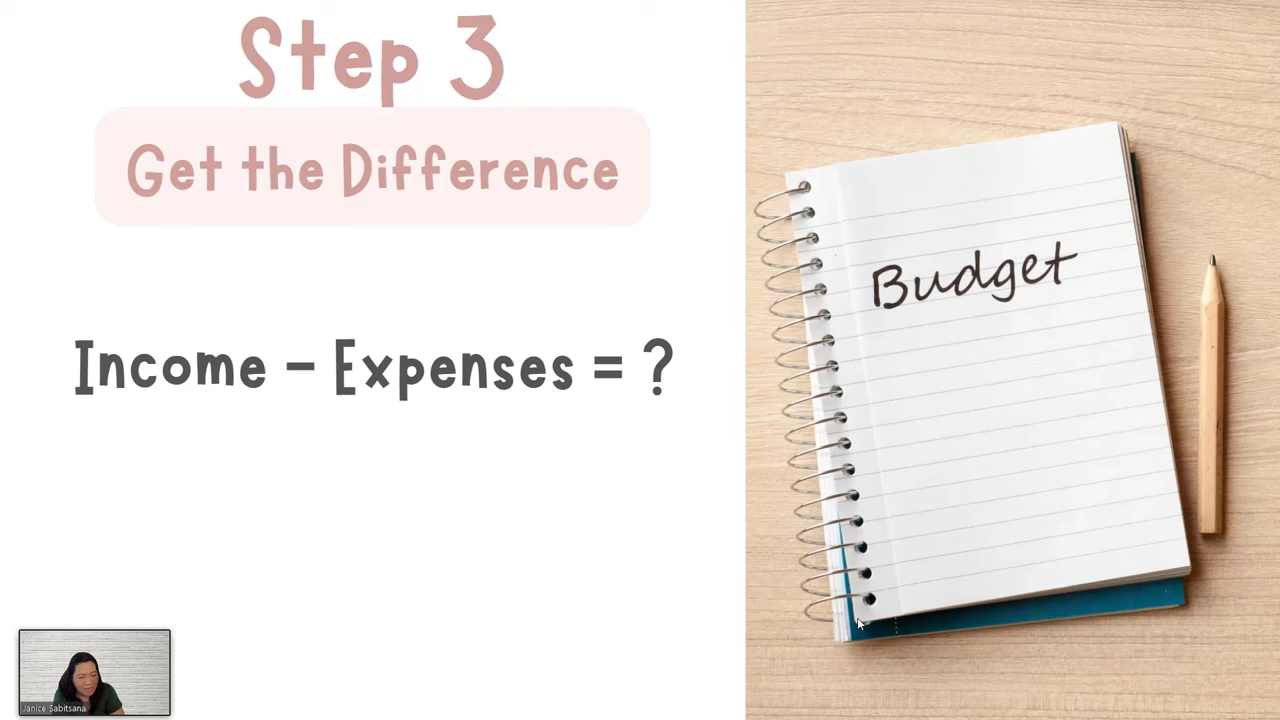 Step 3
Get the Difference
Income - Expenses = ?
Budget
Janice Sabitsana